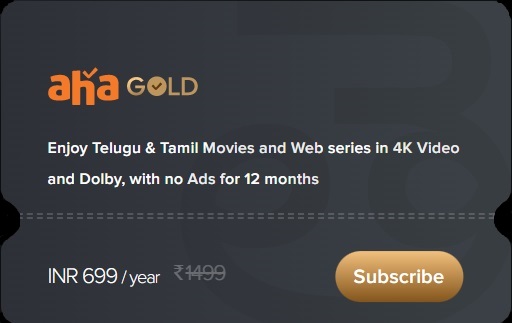 aha GOLD
Enjoy Telugu & Tamil Movies and Web series in 4K Video
and Dolby, with no Ads for 12 months
INR 699 / year ₹1499 Subscribe